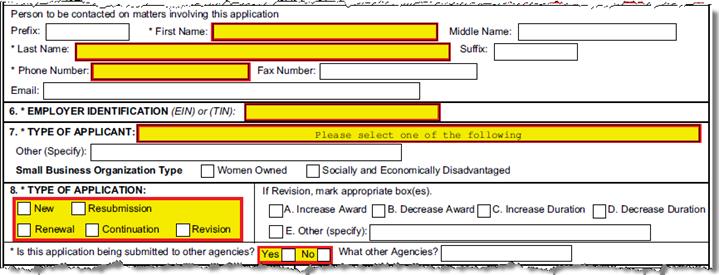 Person to be contacted on matters involving this application
Prefix: * First Name: Middle Name:
* Last Name: Suffix:
* Phone Number: Fax Number:
Email:
6. * EMPLOYER IDENTIFICATION (EIN) or (TIN):
7. * TYPE OF APPLICANT: Please select one of the following
Other (Specify):
Small Business Organization Type Women Owned Socially and Economically Disadvantaged
8. * TYPE OF APPLICATION: If Revision, mark appropriate box(es).
New Resubmission A. Increase Award B. Decrease Award C. Increase Duration D. Decrease Duration
Renewal Continuation Revision E. Other (specify):
* Is this application being submitted to other agencies? Yes No What other Agencies?